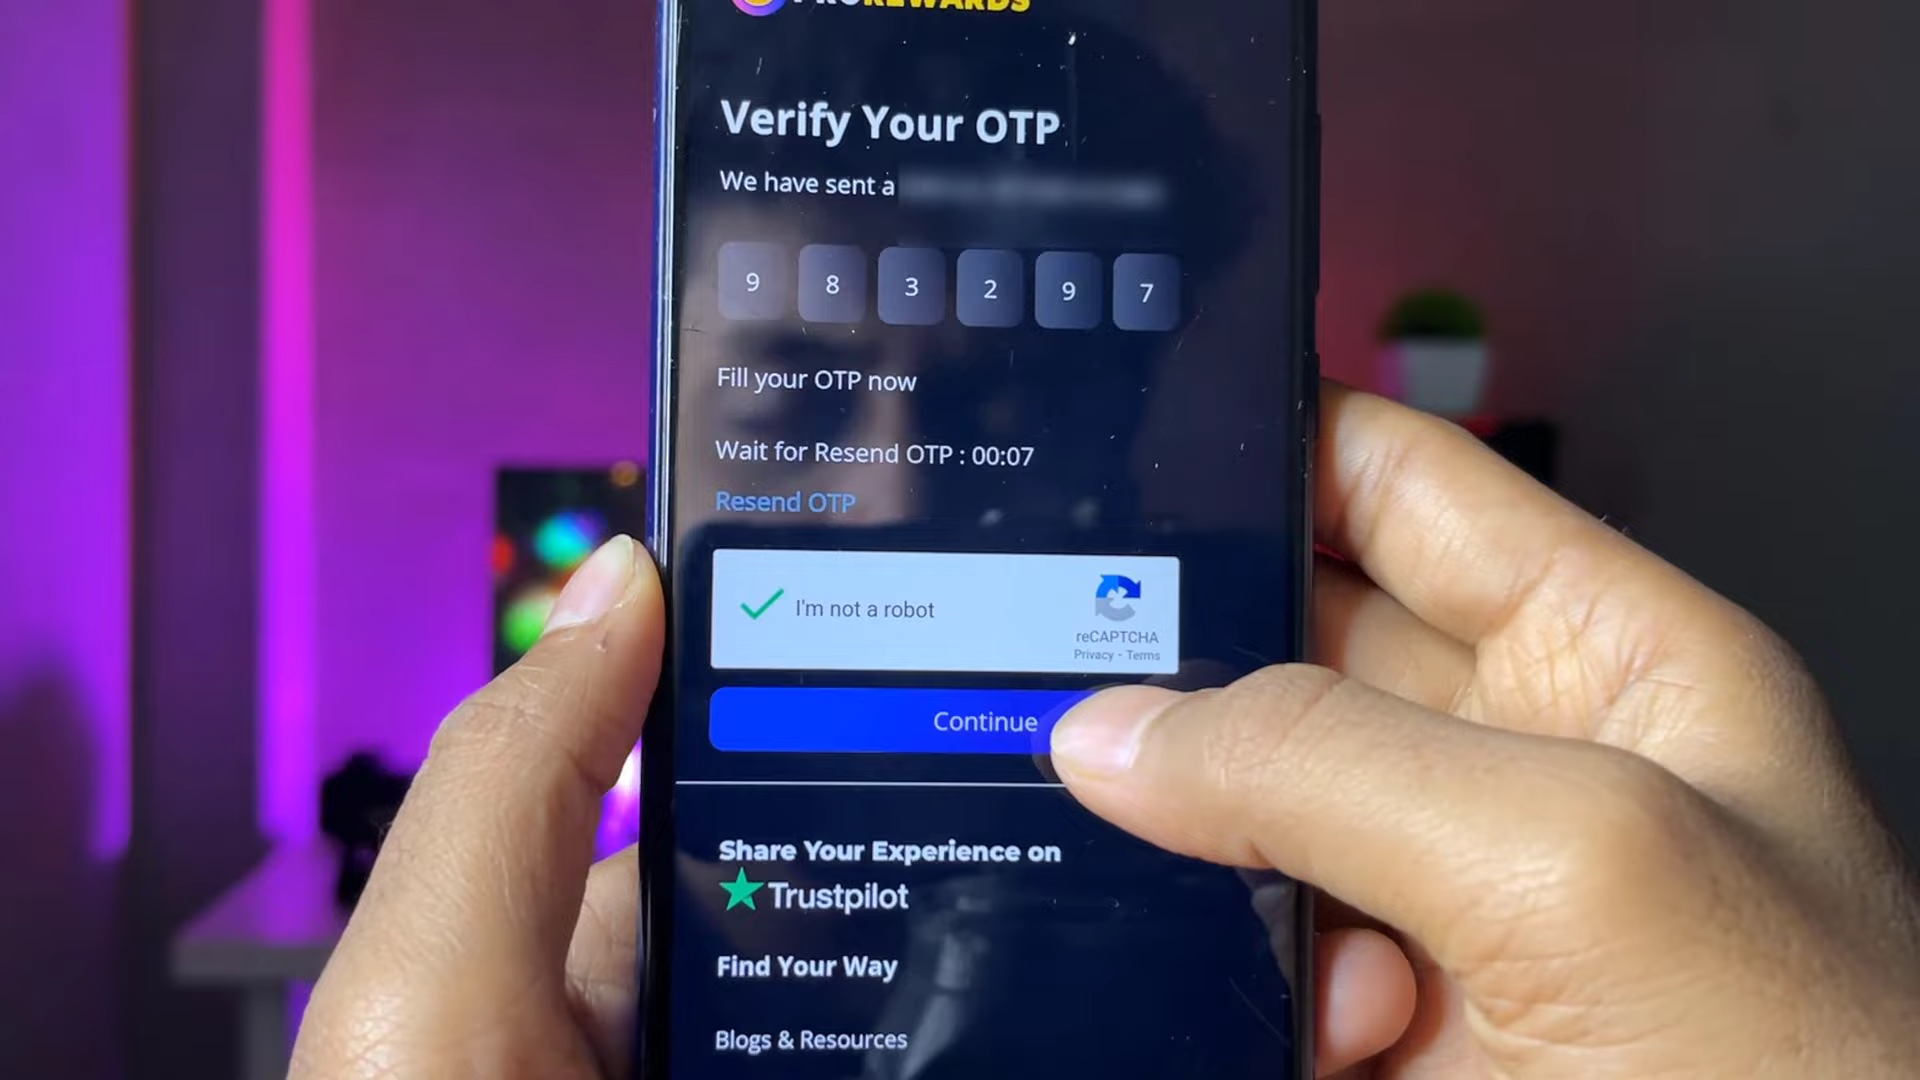 PROREWARDS
Verify Your OTP
We have sent a
9 8 3 2 9 7
Fill your OTP now
Wait for Resend OTP : 00:07
Resend OTP
I'm not a robot
reCAPTCHA
Privacy - Terms
Continue
Share Your Experience on
Trustpilot
Find Your Way
Blogs & Resources